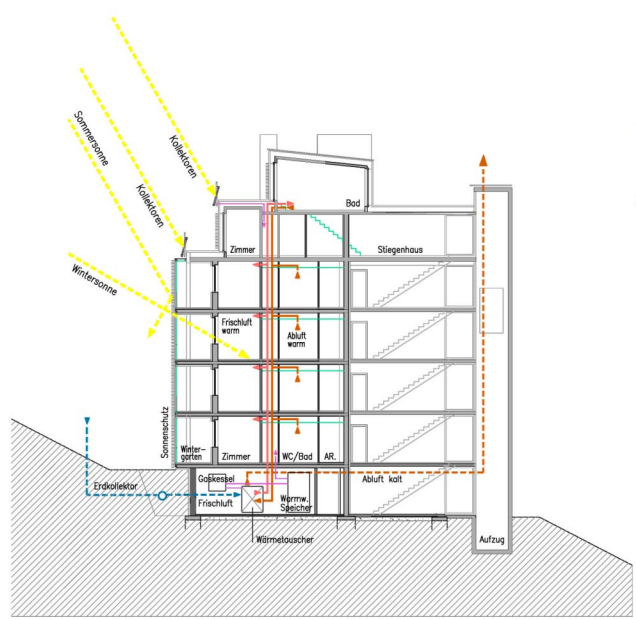 Sommersonne
Kollektoren
Kollektoren
Wintersonne
Bad
Zimmer
Stiegenhaus
Frischluft
warm
Abluft
warm
Sonnenschutz
Winter-
garten
Zimmer
WC/Bad
AR.
Gaskessel
Abluft kalt
Erdkollektor
Frischluft
Warmw.
Speicher
Wärmetauscher
Aufzug